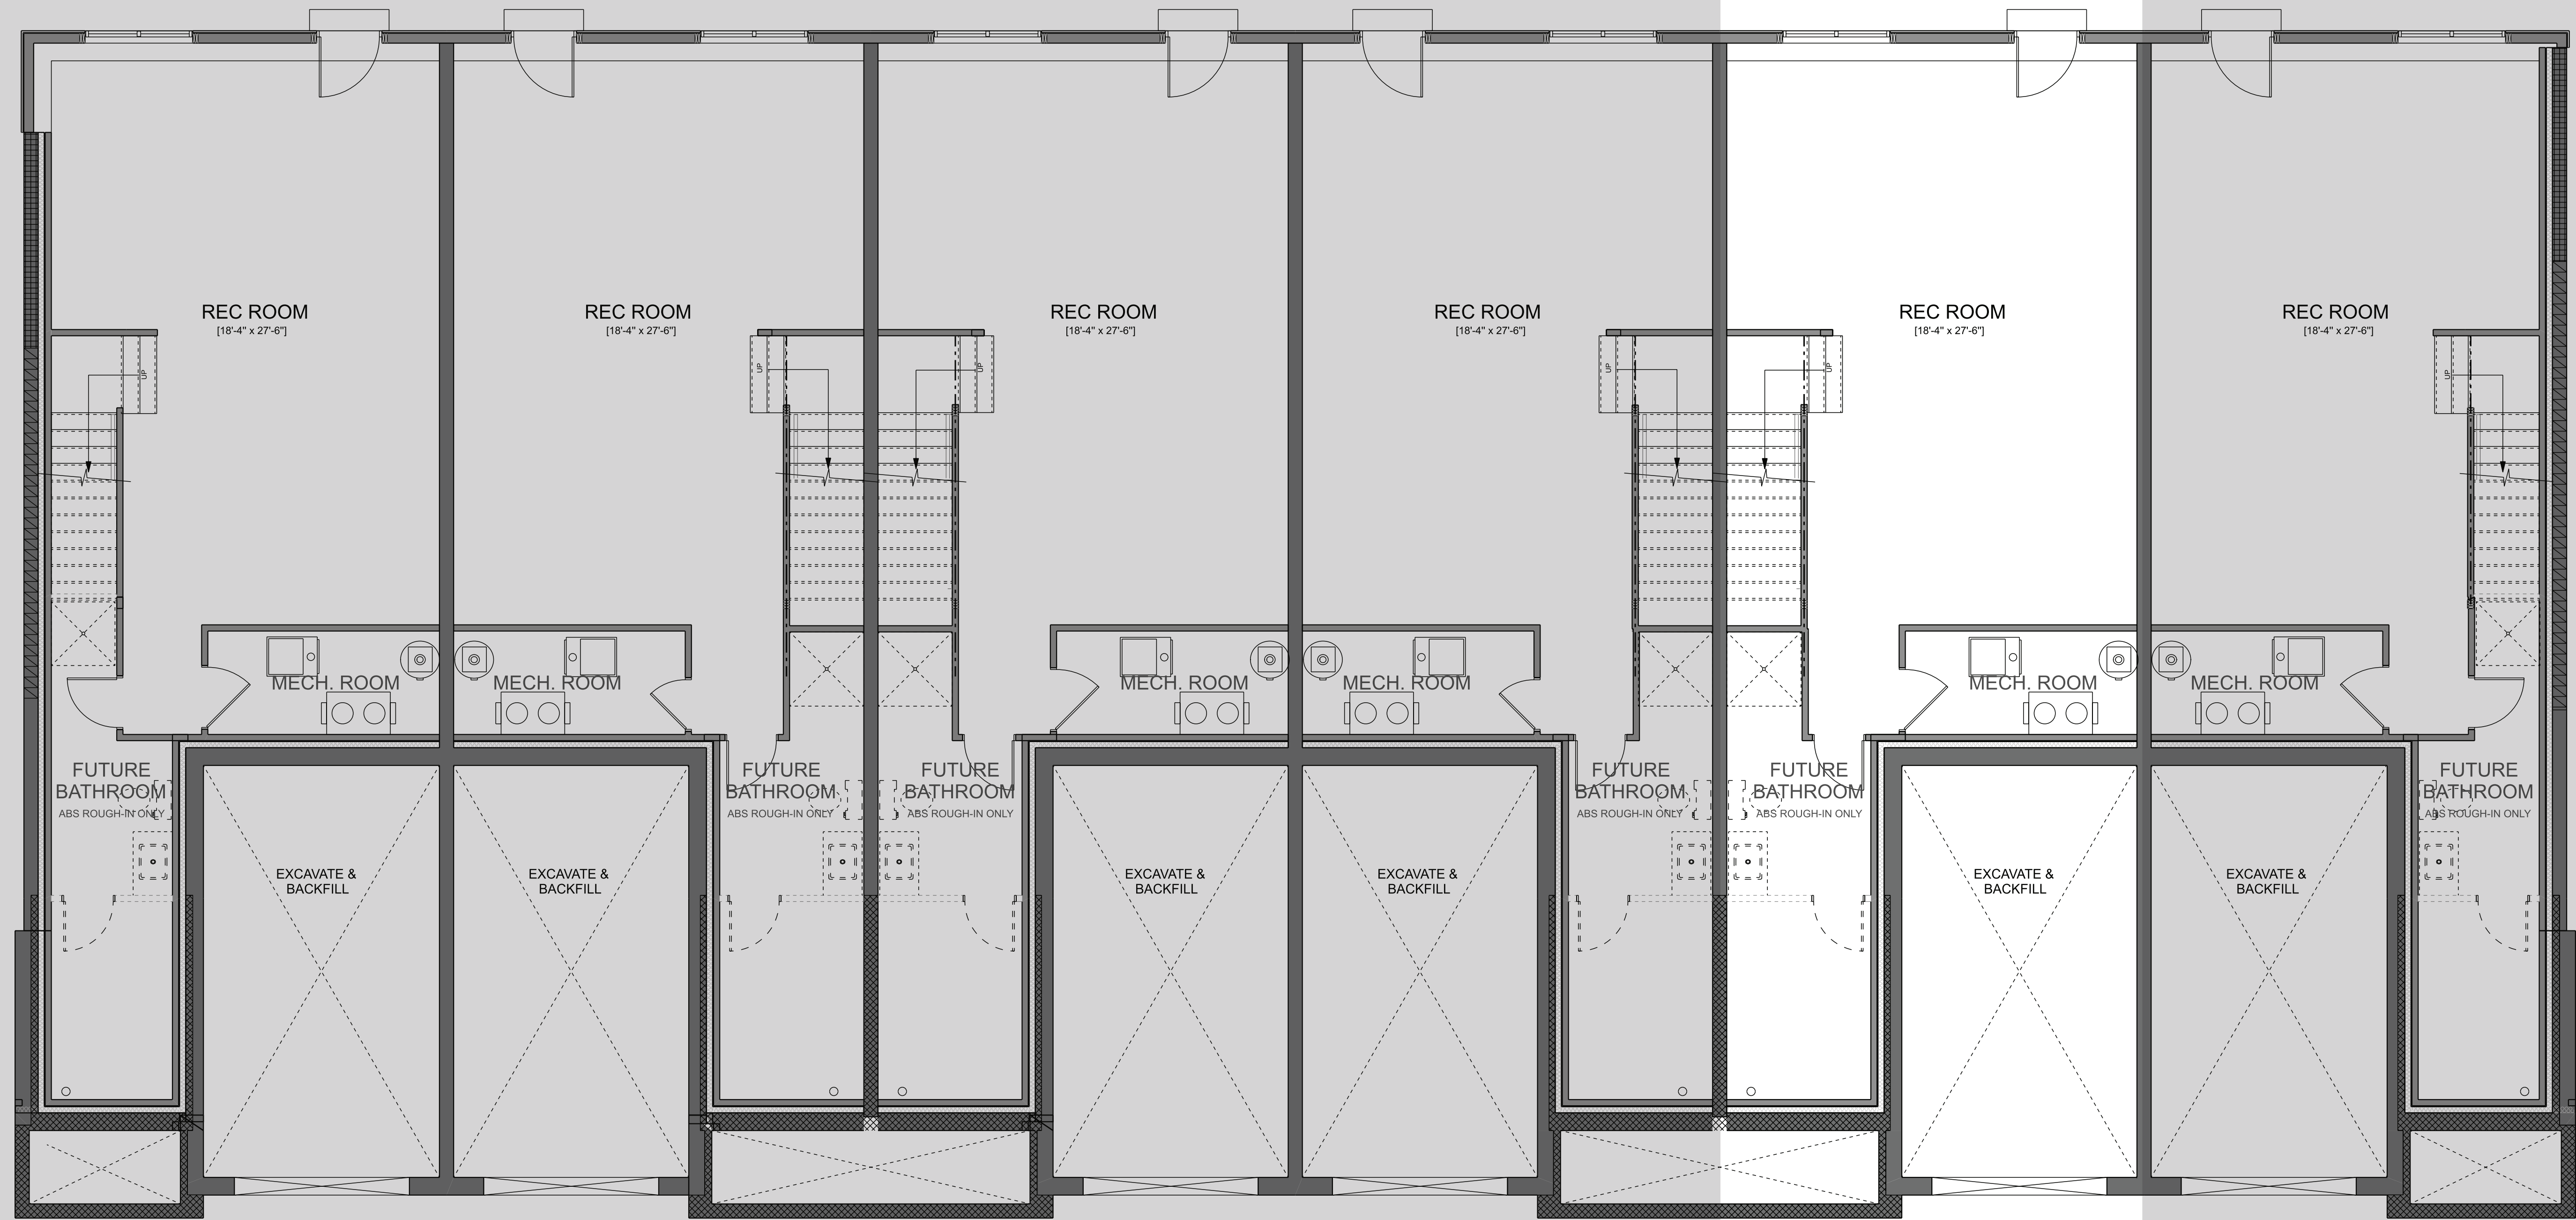 REC ROOM
[18'-4" x 27'-6"]
REC ROOM
[18'-4" x 27'-6"]
REC ROOM
[18'-4" x 27'-6"]
REC ROOM
[18'-4" x 27'-6"]
REC ROOM
[18'-4" x 27'-6"]
REC ROOM
[18'-4" x 27'-6"]
UP
UP
UP
UP
UP
UP
MECH. ROOM
MECH. ROOM
MECH. ROOM
MECH. ROOM
MECH. ROOM
MECH. ROOM
FUTURE
BATHROOM
ABS ROUGH-IN ONLY
FUTURE
BATHROOM
ABS ROUGH-IN ONLY
FUTURE
BATHROOM
ABS ROUGH-IN ONLY
FUTURE
BATHROOM
ABS ROUGH-IN ONLY
FUTURE
BATHROOM
ABS ROUGH-IN ONLY
FUTURE
BATHROOM
ABS ROUGH-IN ONLY
EXCAVATE &
BACKFILL
EXCAVATE &
BACKFILL
EXCAVATE &
BACKFILL
EXCAVATE &
BACKFILL
EXCAVATE &
BACKFILL
EXCAVATE &
BACKFILL